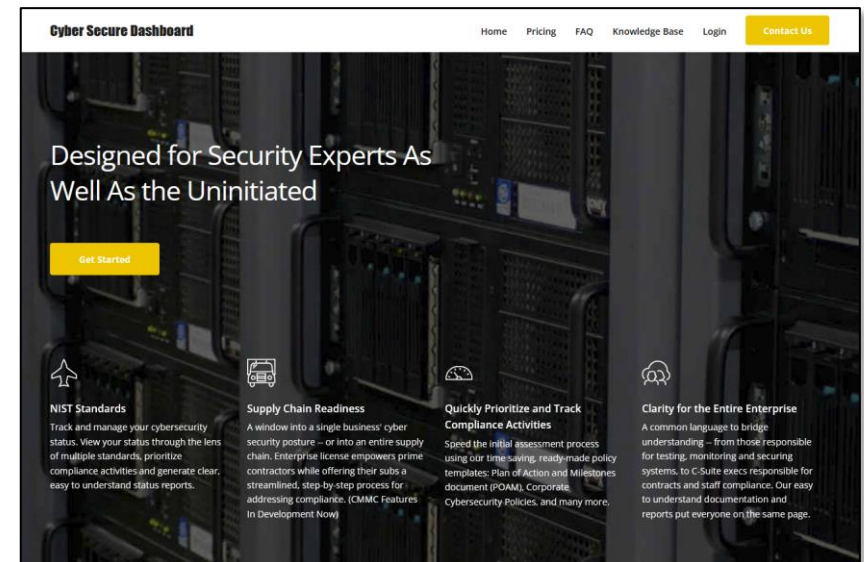 Cyber Secure Dashboard
Home Pricing FAQ Knowledge Base Login Contact Us
Designed for Security Experts As
Well As the Uninitiated
Get Started
NIST Standards
Track and manage your cybersecurity
status. View your status through the lens
of multiple standards, prioritize
compliance activities and generate clear,
easy to understand status reports.
Supply Chain Readiness
A window into a single business' cyber
security posture – or into an entire supply
chain. Enterprise license empowers prime
contractors while offering their subs a
streamlined, step-by-step process for
addressing compliance. (CMMC Features
In Development Now)
Quickly Prioritize and Track
Compliance Activities
Speed the initial assessment process
using our time saving, ready-made policy
templates: Plan of Action and Milestones
document (POAM), Corporate
Cybersecurity Policies, and many more.
Clarity for the Entire Enterprise
A common language to bridge
understanding – from those responsible
for testing, monitoring and securing
systems, to C-Suite execs responsible for
contracts and staff compliance. Our easy
to understand documentation and
reports put everyone on the same page.